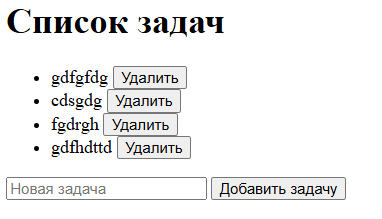 Список задач
gdfgfdg Удалить
cdsgdg Удалить
fgdrgh Удалить
gdfhdttd Удалить
Новая задача Добавить задачу